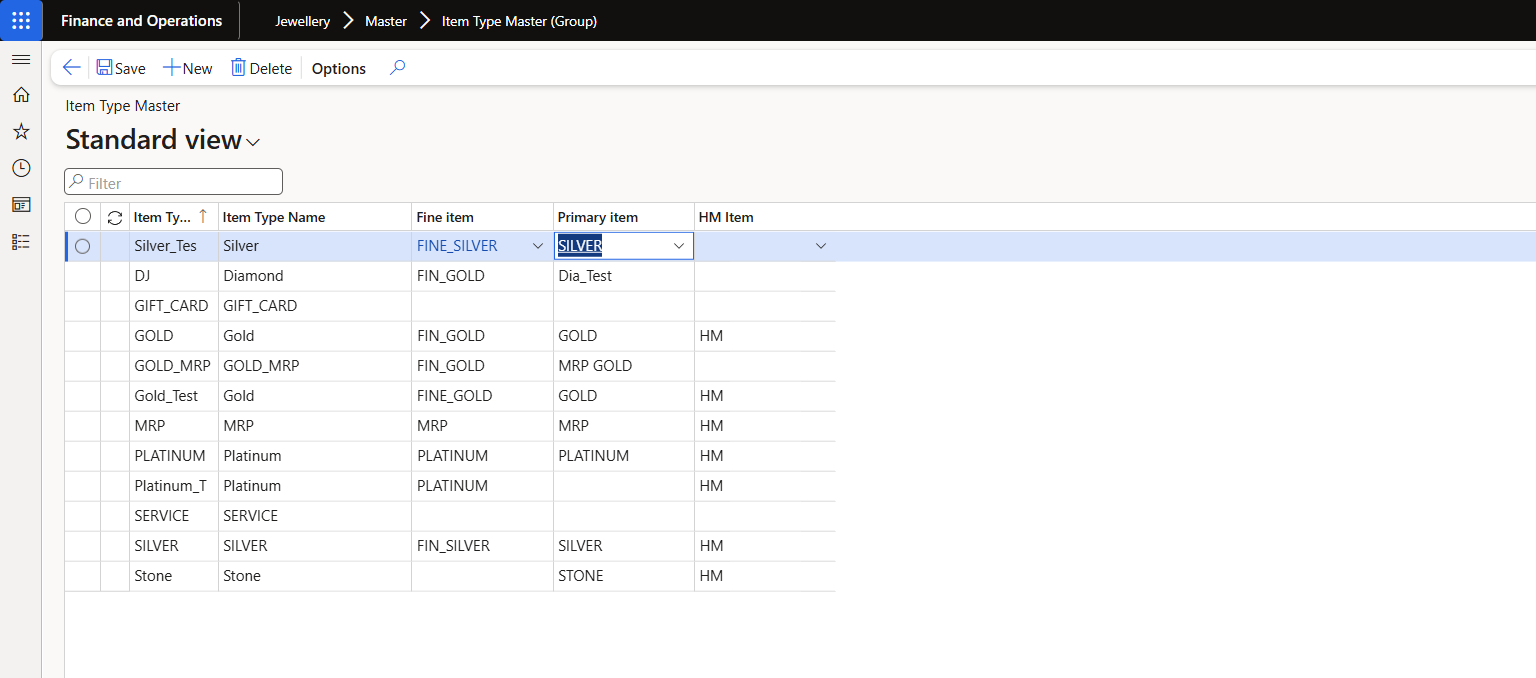 Finance and Operations Jewellery Master Item Type Master (Group)
Save New Delete Options
Item Type Master
Standard view
Filter
Item Ty... Item Type Name Fine item Primary item HM Item
Silver_Tes Silver FINE_SILVER SILVER
DJ Diamond FIN_GOLD Dia_Test
GIFT_CARD GIFT_CARD
GOLD Gold FIN_GOLD GOLD HM
GOLD_MRP GOLD_MRP FIN_GOLD MRP GOLD
Gold_Test Gold FINE_GOLD GOLD HM
MRP MRP MRP MRP HM
PLATINUM Platinum PLATINUM PLATINUM HM
Platinum_T Platinum PLATINUM HM
SERVICE SERVICE
SILVER SILVER FIN_SILVER SILVER HM
Stone Stone STONE HM